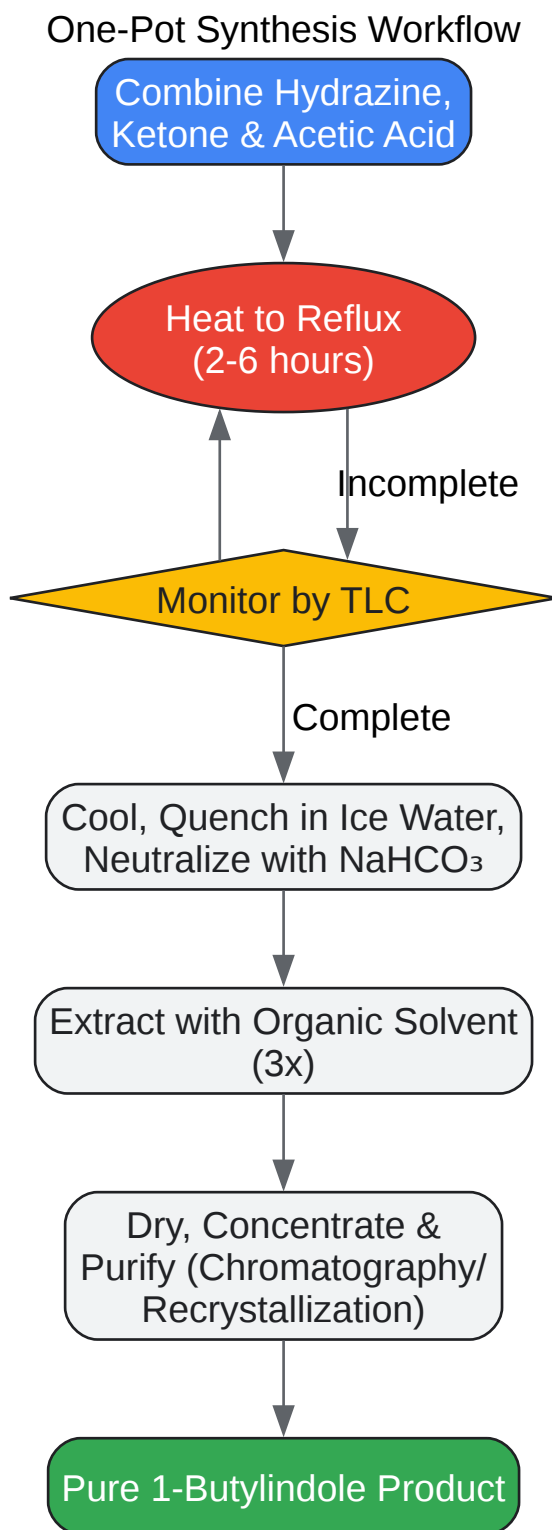 One-Pot Synthesis Workflow
Combine Hydrazine,
Ketone & Acetic Acid
Heat to Reflux
(2-6 hours)
Incomplete
Monitor by TLC
Complete
Cool, Quench in Ice Water,
Neutralize with NaHCO₃
Extract with Organic Solvent
(3x)
Dry, Concentrate &
Purify (Chromatography/
Recrystallization)
Pure 1-Butylindole Product